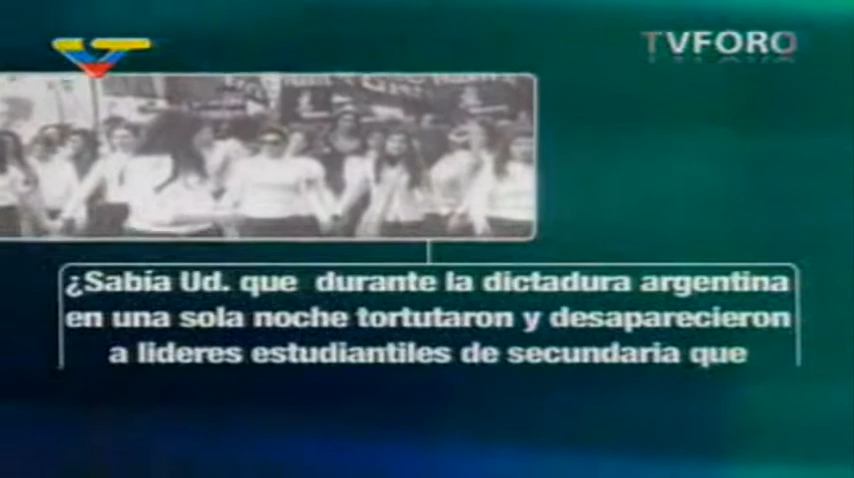 TVFORO
¿Sabía Ud. que durante la dictadura argentina
en una sola noche tortutaron y desaparecieron
a lideres estudiantiles de secundaria que